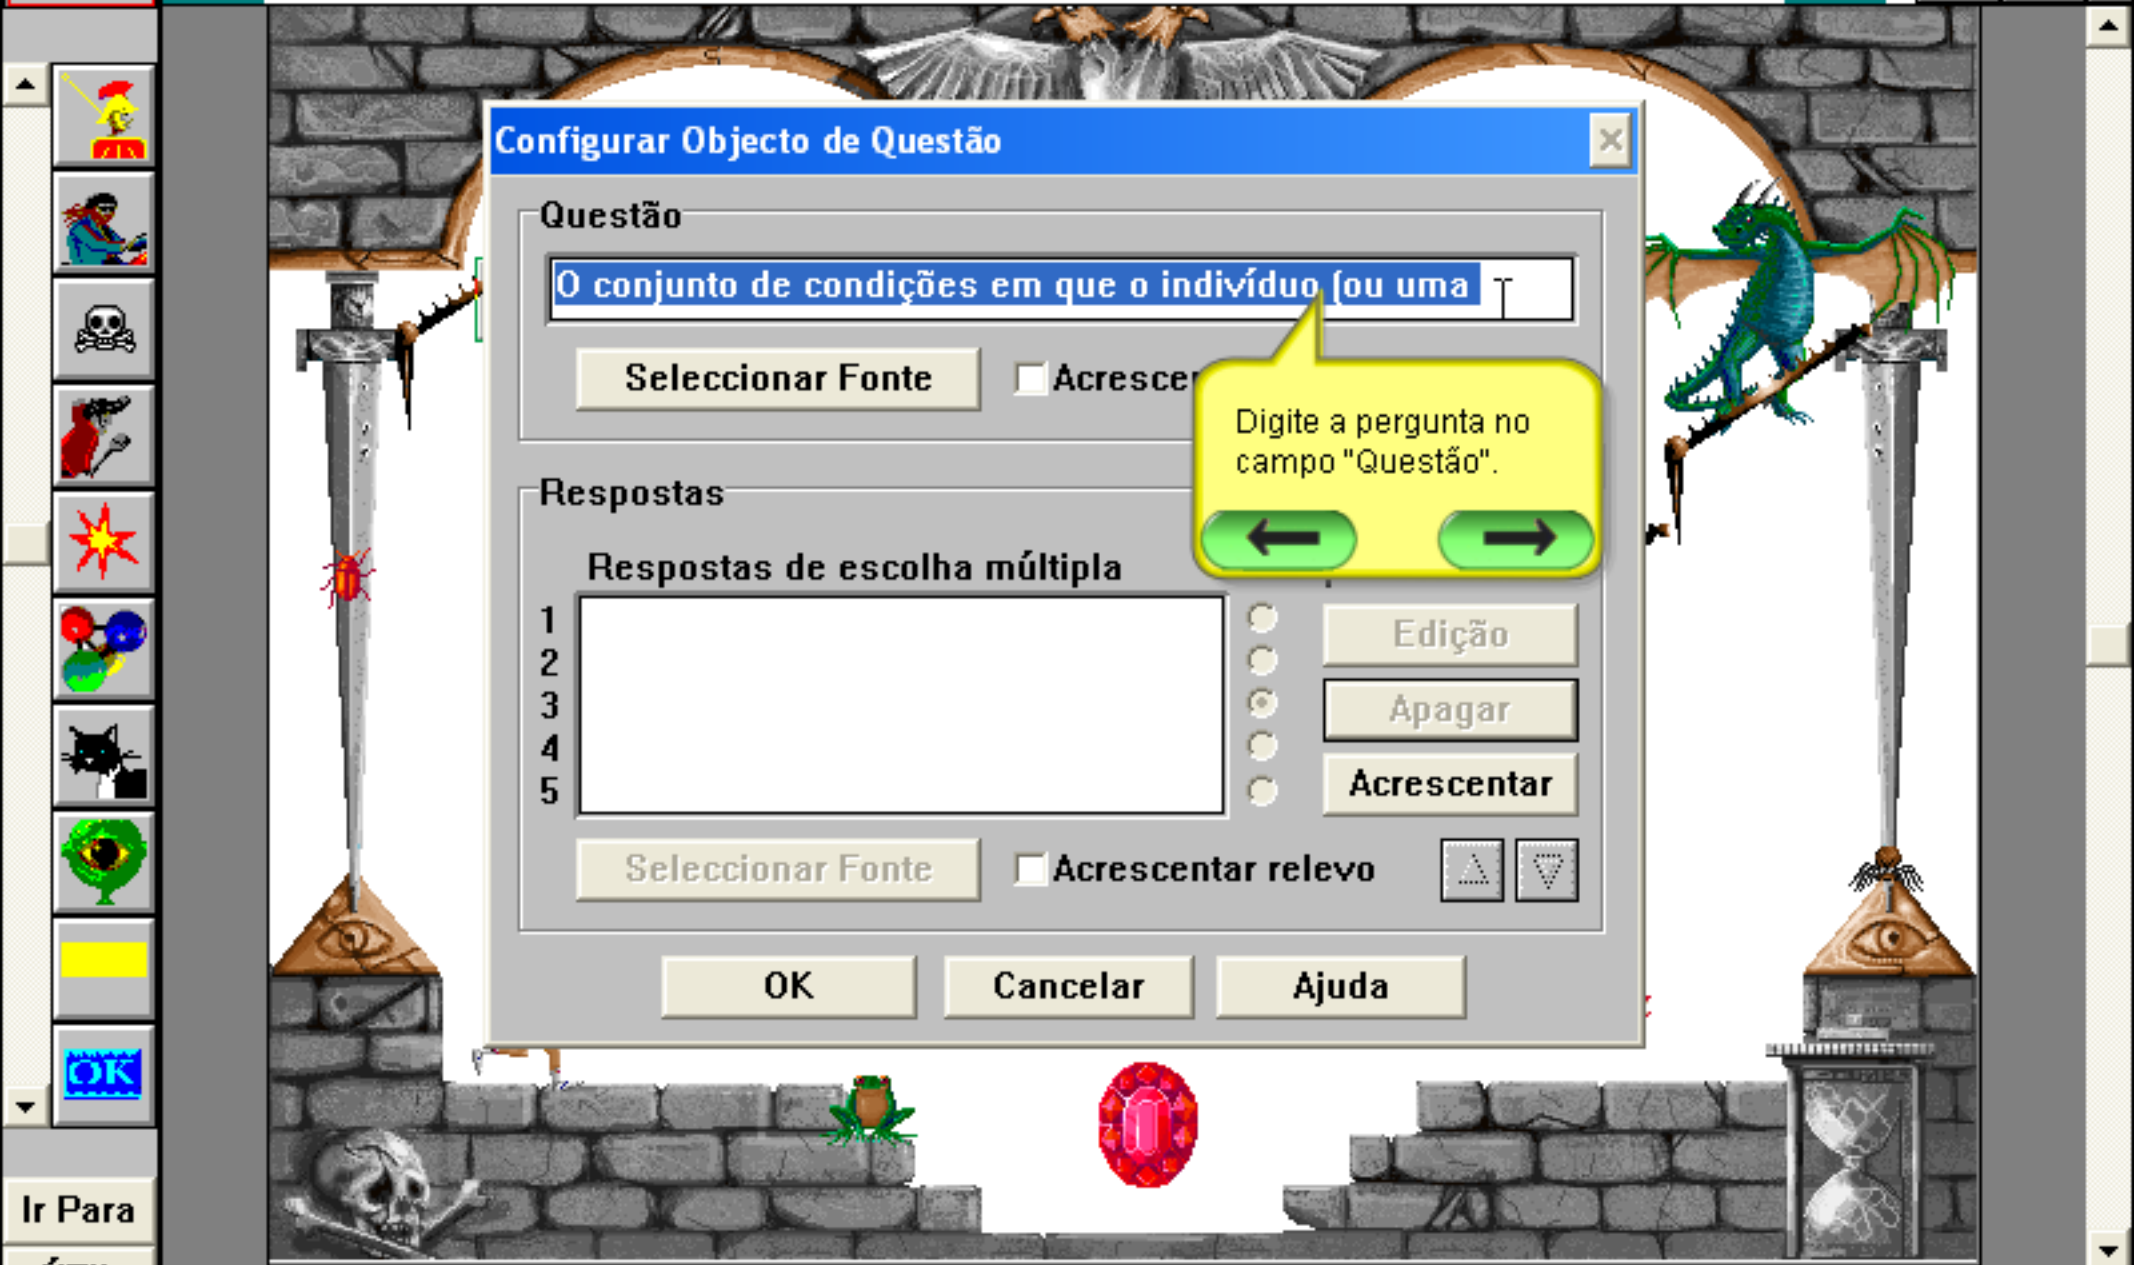 Configurar Objecto de Questão
Questão
O conjunto de condições em que o indivíduo (ou uma
Seleccionar Fonte
Digite a pergunta no
campo "Questão".
Respostas
Respostas de escolha múltipla
1
2
3
4
5
Edição
Apagar
Acrescentar
Seleccionar Fonte
Acrescentar relevo
OK
Cancelar
Ajuda
OK
Ir Para